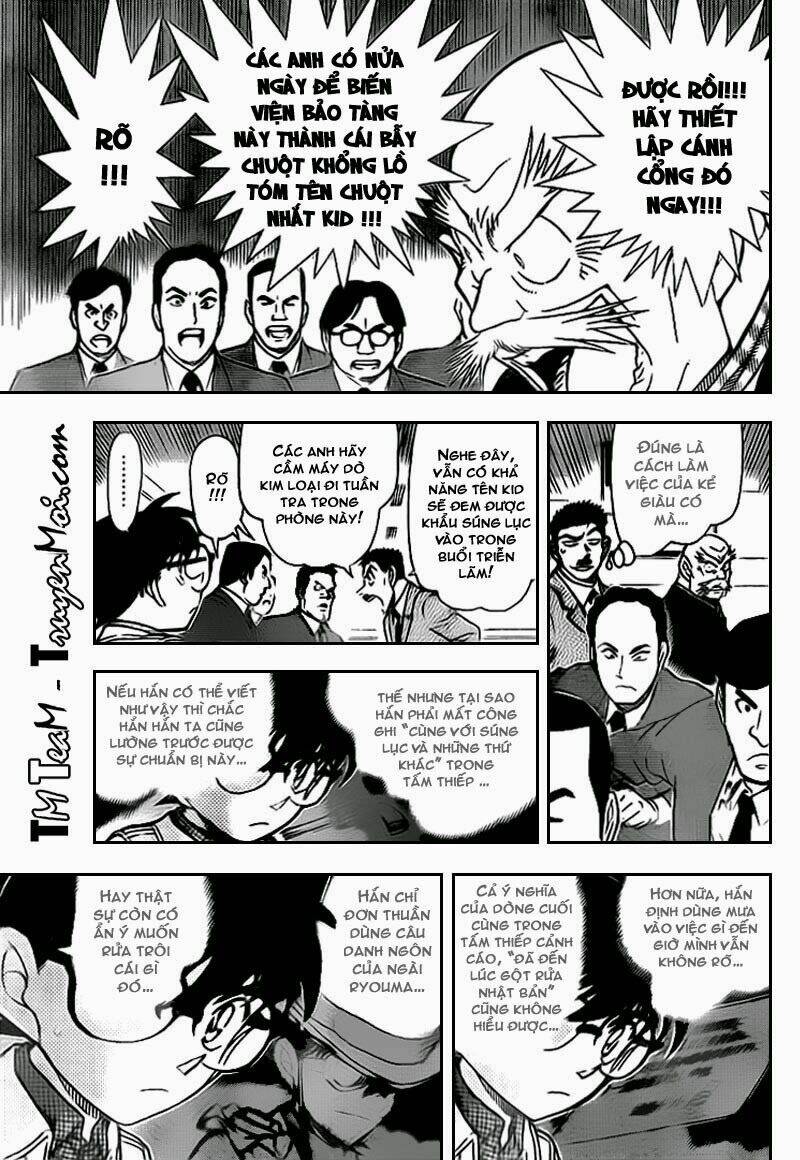 ĐƯỢC RỒI!!!
HÃY THIẾT
LẬP CÁNH
CỔNG ĐÓ
NGAY!!!
CÁC ANH CÓ NỬA
NGÀY ĐỂ BIẾN
VIỆN BẢO TÀNG
NÀY THÀNH CÁI BẪY
CHUỘT KHỔNG LỒ
TÓM TÊN CHUỘT
NHẮT KID !!!
RÕ
!!!
ĐÚNG LÀ
CÁCH LÀM
VIỆC CỦA KẺ
GIÀU CÓ
MÀ...
NGHE ĐÂY,
VẪN CÓ KHẢ
NĂNG TÊN KID
SẼ ĐEM ĐƯỢC
KHẨU SÚNG LỤC
VÀO TRONG
BUỔI TRIỄN
LÃM!
CÁC ANH HÃY
CẦM MÁY DÒ
KIM LOẠI ĐI TUẦN
TRA TRONG
PHÒNG NÀY!
RÕ
!!!
........
THẾ NHƯNG TẠI SAO
HẮN PHẢI MẤT CÔNG
GHI "CÙNG VỚI SÚNG
LỤC VÀ NHỮNG THỨ
KHÁC" TRONG
TẤM THIẾP ...
NẾU HẮN CÓ THỂ VIẾT
NHƯ VẬY THÌ CHẮC
HẲN HẮN TA CŨNG
LƯỜNG TRƯỚC ĐƯỢC
SỰ CHUẨN BỊ NÀY...
HƠN NỮA, HẮN
ĐỊNH DÙNG MƯA
VÀO VIỆC GÌ ĐẾN
GIỜ MÌNH VẪN
KHÔNG RÕ...
CẢ Ý NGHĨA
CỦA DÒNG CUỐI
CÙNG TRONG
TẤM THIẾP CẢNH
CÁO, "ĐÃ ĐẾN
LÚC GỘT RỬA
NHẬT BẢN"
CŨNG KHÔNG
HIỂU ĐƯỢC...
HẮN CHỈ
ĐƠN THUẦN
DÙNG CÂU
DANH NGÔN
CỦA NGÀI
RYOUMA...
HAY THẬT
SỰ CÒN CÓ
ẨN Ý MUỐN
RỬA TRÔI
CÁI GÌ
ĐÓ...
TM TEAM - TRUYENMOI.COM